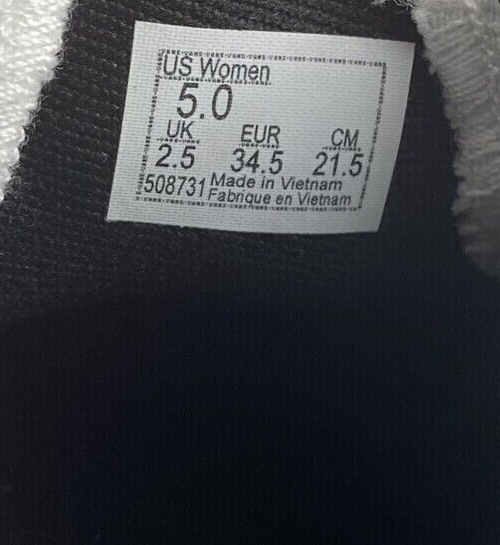 US Women
5.0
UK EUR CM
2.5 34.5 21.5
508731 Made in Vietnam
Fabrique en Vietnam